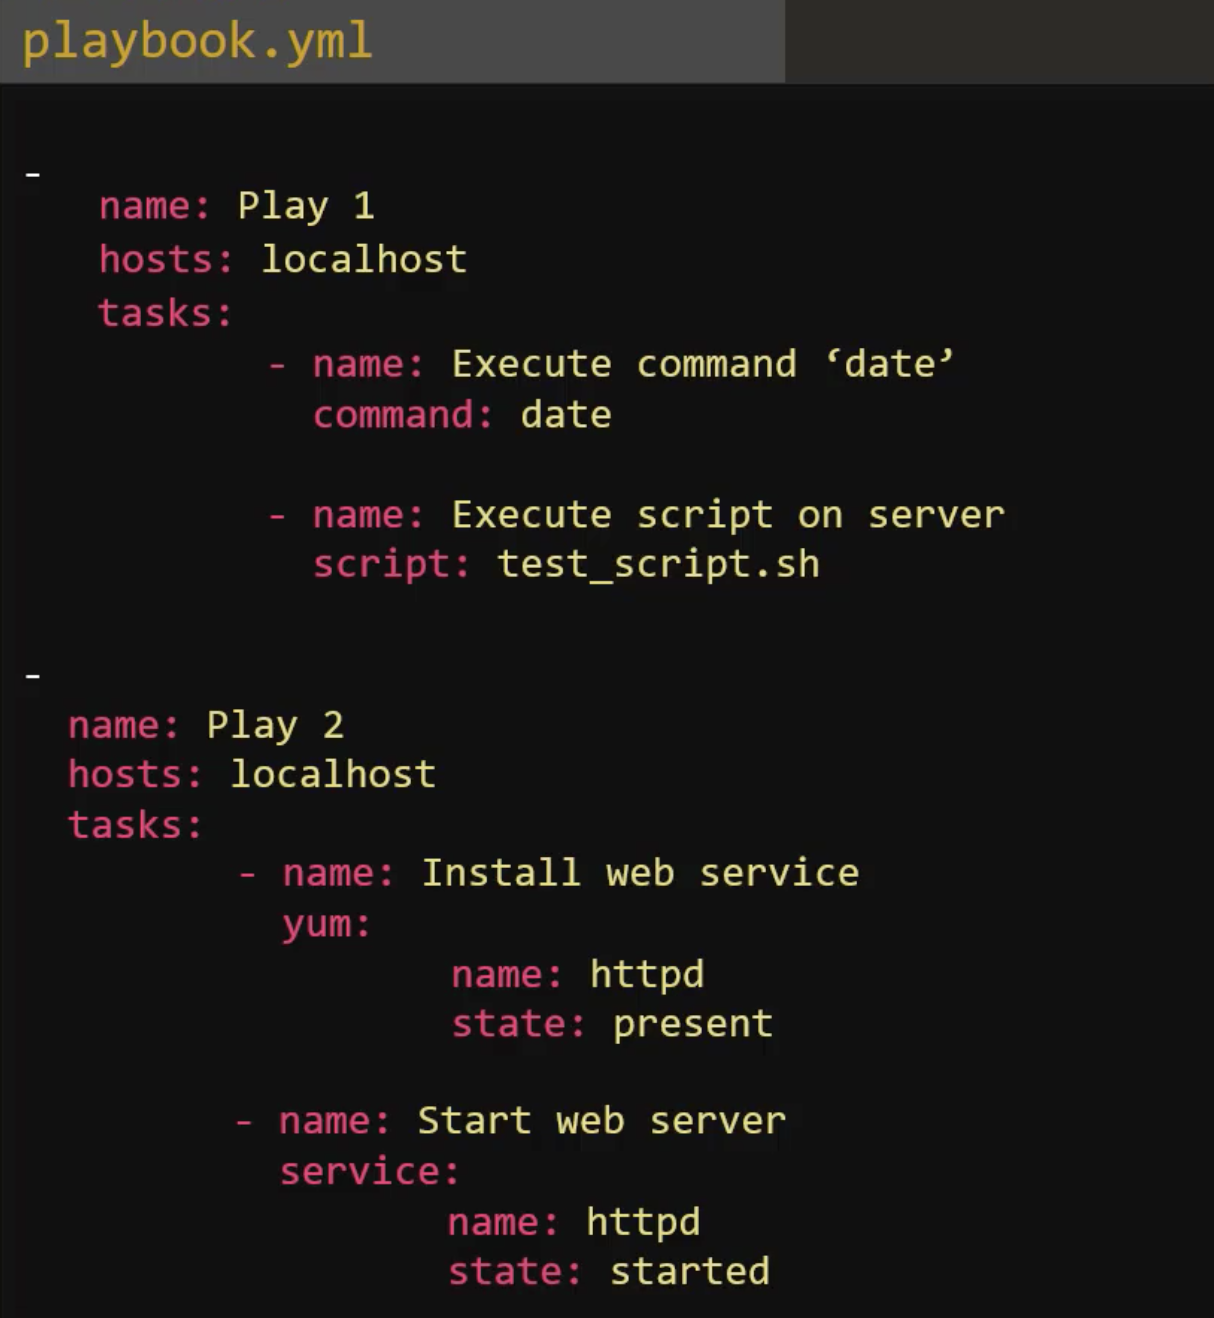 playbook.yml
-
name: Play 1
hosts: localhost
tasks:
- name: Execute command ‘date’
command: date
- name: Execute script on server
script: test_script.sh
-
name: Play 2
hosts: localhost
tasks:
- name: Install web service
yum:
name: httpd
state: present
- name: Start web server
service:
name: httpd
state: started